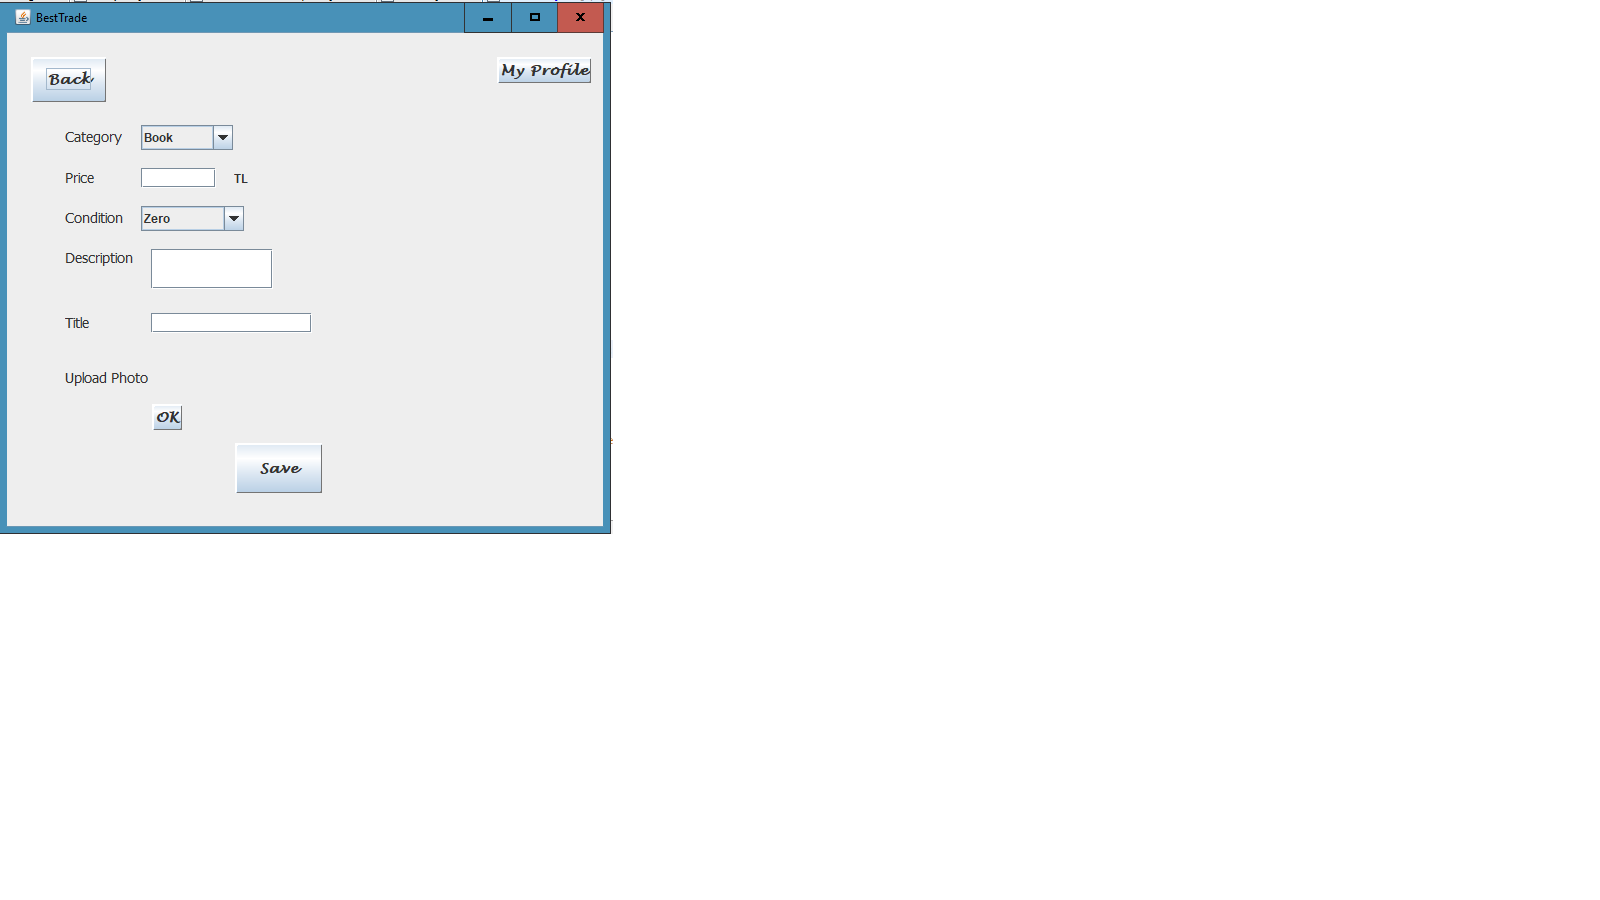 BestTrade
Back
My Profile
Category
Book
Price
TL
Condition
Zero
Description
Title
Upload Photo
OK
Save